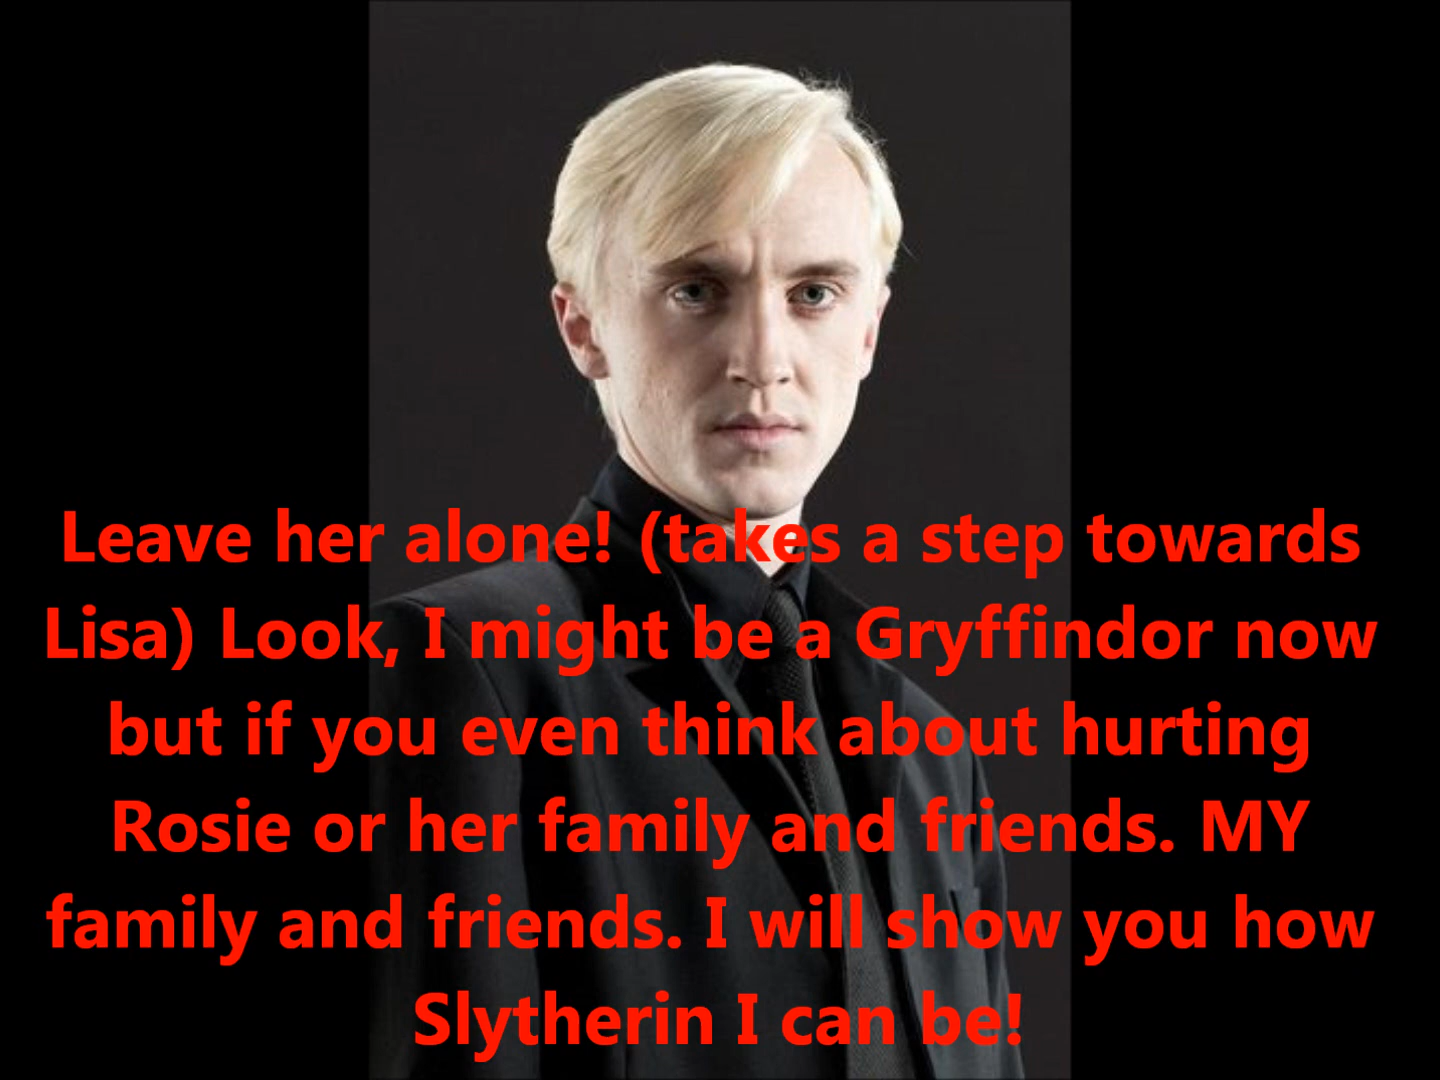 Leave her alone! (takes a step towards
Lisa) Look, I might be a Gryffindor now
but if you even think about hurting
Rosie or her family and friends. MY
family and friends. I will show you how
Slytherin I can be!